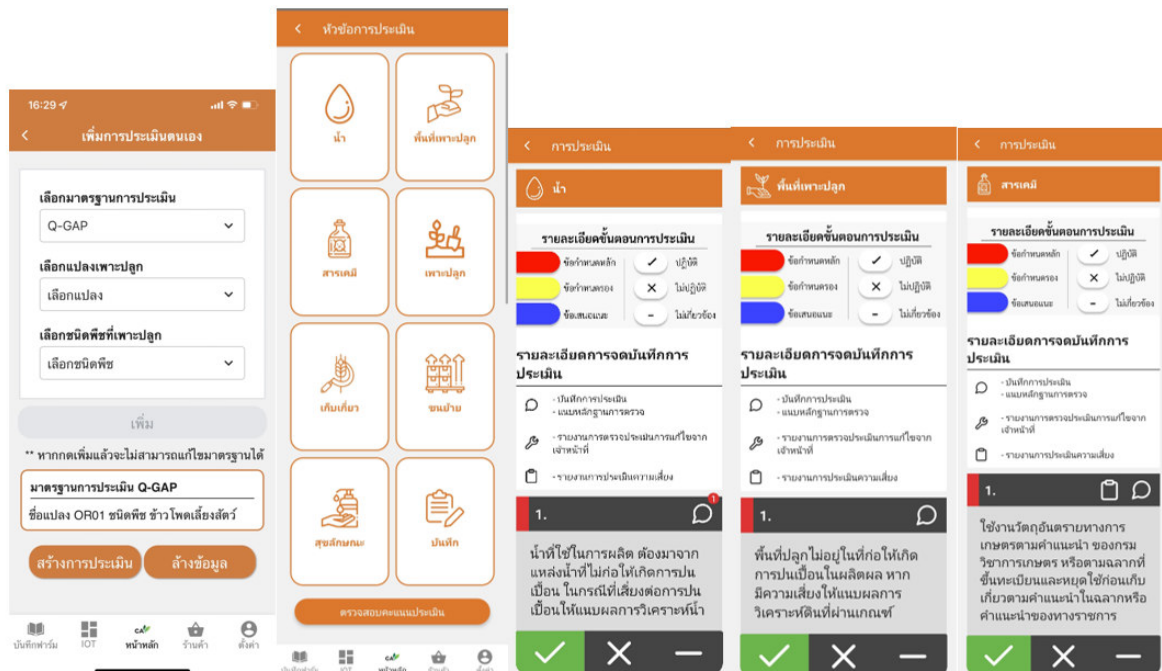 16:29
เพิ่มการประเมินตนเอง
เลือกมาตรฐานการประเมิน
Q-GAP
เลือกแปลงเพาะปลูก
เลือกแปลง
เลือกชนิดพืชที่เพาะปลูก
เลือกชนิดพืช
เพิ่ม
** หากกดเพิ่มแล้วจะไม่สามารถแก้ไขมาตรฐานได้
มาตรฐานการประเมิน Q-GAP
ชื่อแปลง OR01 ชนิดพืช ข้าวโพดเลี้ยงสัตว์
สร้างการประเมิน
ล้างข้อมูล
บันทึกฟาร์ม
IOT
หน้าหลัก
ร้านค้า
ตั้งค่า
หัวข้อการประเมิน
น้ำ
พื้นที่เพาะปลูก
สารเคมี
เพาะปลูก
เก็บเกี่ยว
ขนย้าย
สุขลักษณะ
บันทึก
ตรวจสอบคะแนนประเมิน
บันทึกฟาร์ม
IOT
หน้าหลัก
ร้านค้า
ตั้งค่า
การประเมิน
น้ำ
รายละเอียดขั้นตอนการประเมิน
ข้อกำหนดหลัก
ปฏิบัติ
ข้อกำหนดรอง
ไม่ปฏิบัติ
ข้อเสนอแนะ
ไม่เกี่ยวข้อง
รายละเอียดการจดบันทึกการ
ประเมิน
- บันทึกการประเมิน
- แนบหลักฐานการตรวจ
- รายงานการตรวจประเมินการแก้ไขจาก
เจ้าหน้าที่
- รายงานการประเมินความเสี่ยง
1.
1
น้ำที่ใช้ในการผลิต ต้องมาจาก
แหล่งน้ำที่ไม่ก่อให้เกิดการปน
เปื้อน ในกรณีที่เสี่ยงต่อการปน
เปื้อนให้แนบผลการวิเคราะห์น้ำ
การประเมิน
พื้นที่เพาะปลูก
รายละเอียดขั้นตอนการประเมิน
ข้อกำหนดหลัก
ปฏิบัติ
ข้อกำหนดรอง
ไม่ปฏิบัติ
ข้อเสนอแนะ
ไม่เกี่ยวข้อง
รายละเอียดการจดบันทึกการ
ประเมิน
- บันทึกการประเมิน
- แนบหลักฐานการตรวจ
- รายงานการตรวจประเมินการแก้ไขจาก
เจ้าหน้าที่
- รายงานการประเมินความเสี่ยง
1.
พื้นที่ปลูกไม่อยู่ในที่ก่อให้เกิด
การปนเปื้อนในผลิตผล หาก
มีความเสี่ยงให้แนบผลการ
วิเคราะห์ดินที่ผ่านเกณฑ์
การประเมิน
สารเคมี
รายละเอียดขั้นตอนการประเมิน
ข้อกำหนดหลัก
ปฏิบัติ
ข้อกำหนดรอง
ไม่ปฏิบัติ
ข้อเสนอแนะ
ไม่เกี่ยวข้อง
รายละเอียดการจดบันทึกการ
ประเมิน
- บันทึกการประเมิน
- แนบหลักฐานการตรวจ
- รายงานการตรวจประเมินการแก้ไขจาก
เจ้าหน้าที่
- รายงานการประเมินความเสี่ยง
1.
ใช้งานวัตถุอันตรายทางการ
เกษตรตามคำแนะนำ ของกรม
วิชาการเกษตร หรือตามฉลากที่
ขึ้นทะเบียนและหยุดใช้ก่อนเก็บ
เกี่ยวตามคำแนะนำในฉลากหรือ
คำแนะนำของทางราชการ